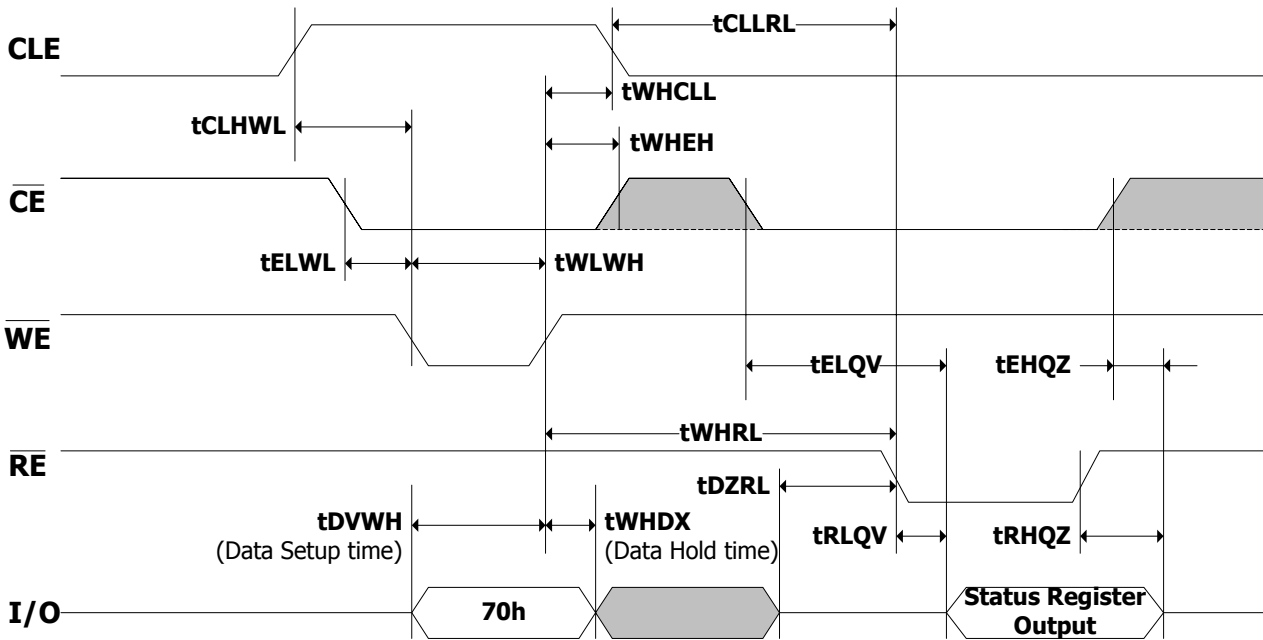 tCLLRL
CLE
tWHCLL
tCLHWL
tWHEH
CE
tELWL
tWLWH
WE
tELQV
tEHQZ
tWHRL
RE
tDZRL
tDVWH
(Data Setup time)
tWHDX
(Data Hold time)
tRLQV
tRHQZ
I/O
70h
Status Register
Output